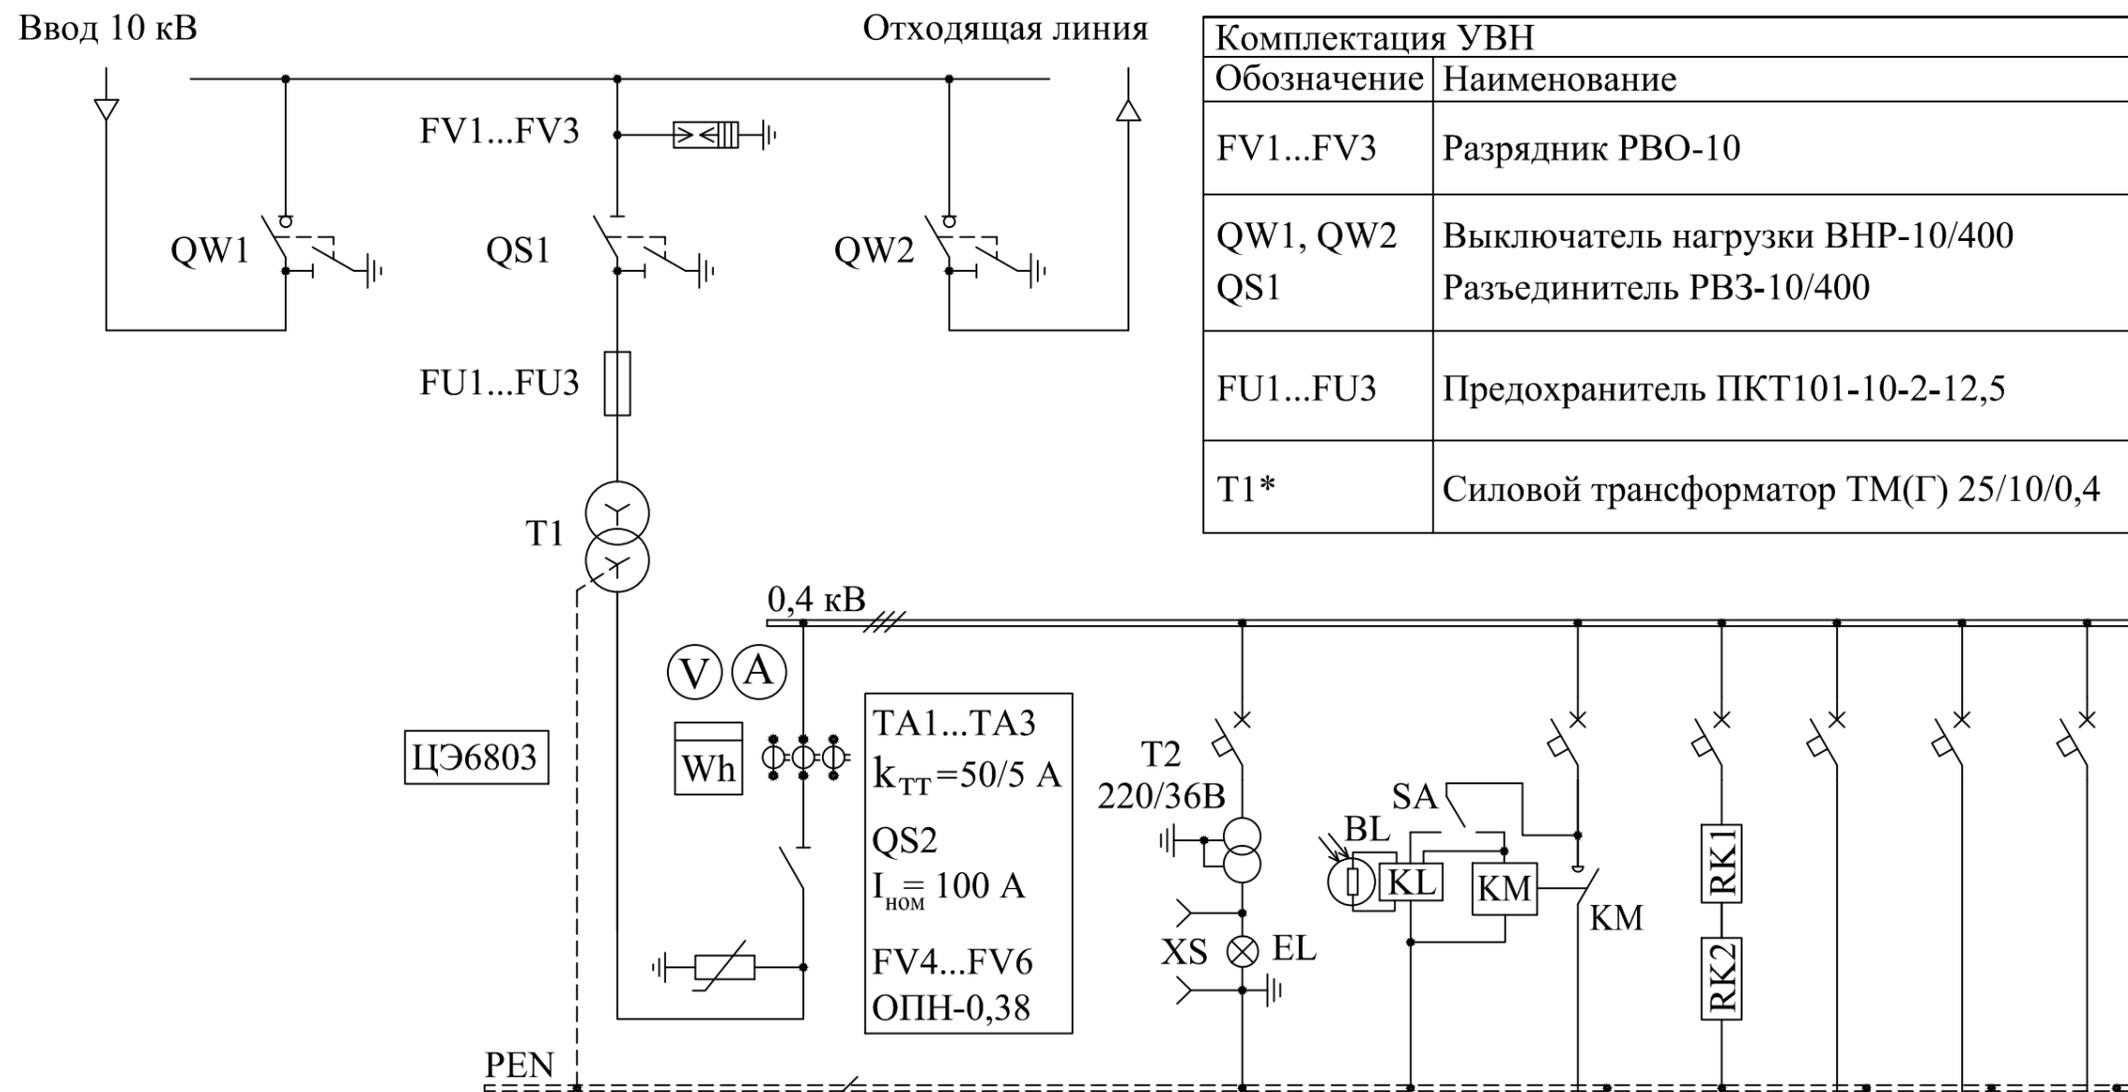 Ввод 10 кВ
Отходящая линия
Комплектация УВН
Обозначение Наименование
FV1...FV3 Разрядник РВО-10
QW1, QW2 Выключатель нагрузки ВНР-10/400
QS1 Разъединитель РВЗ-10/400
FU1...FU3 Предохранитель ПКТ101-10-2-12,5
Т1* Силовой трансформатор ТМ(Г) 25/10/0,4
FV1...FV3
QW1
QS1
QW2
FU1...FU3
Т1
0,4 кВ
V A
ЦЭ6803
Wh
TA1...TA3
kТТ=50/5 А
QS2
Iном= 100 А
FV4...FV6
ОПН-0,38
T2
220/36В
XS
EL
SA
BL
KL
KM
KM
RK1
RK2
PEN